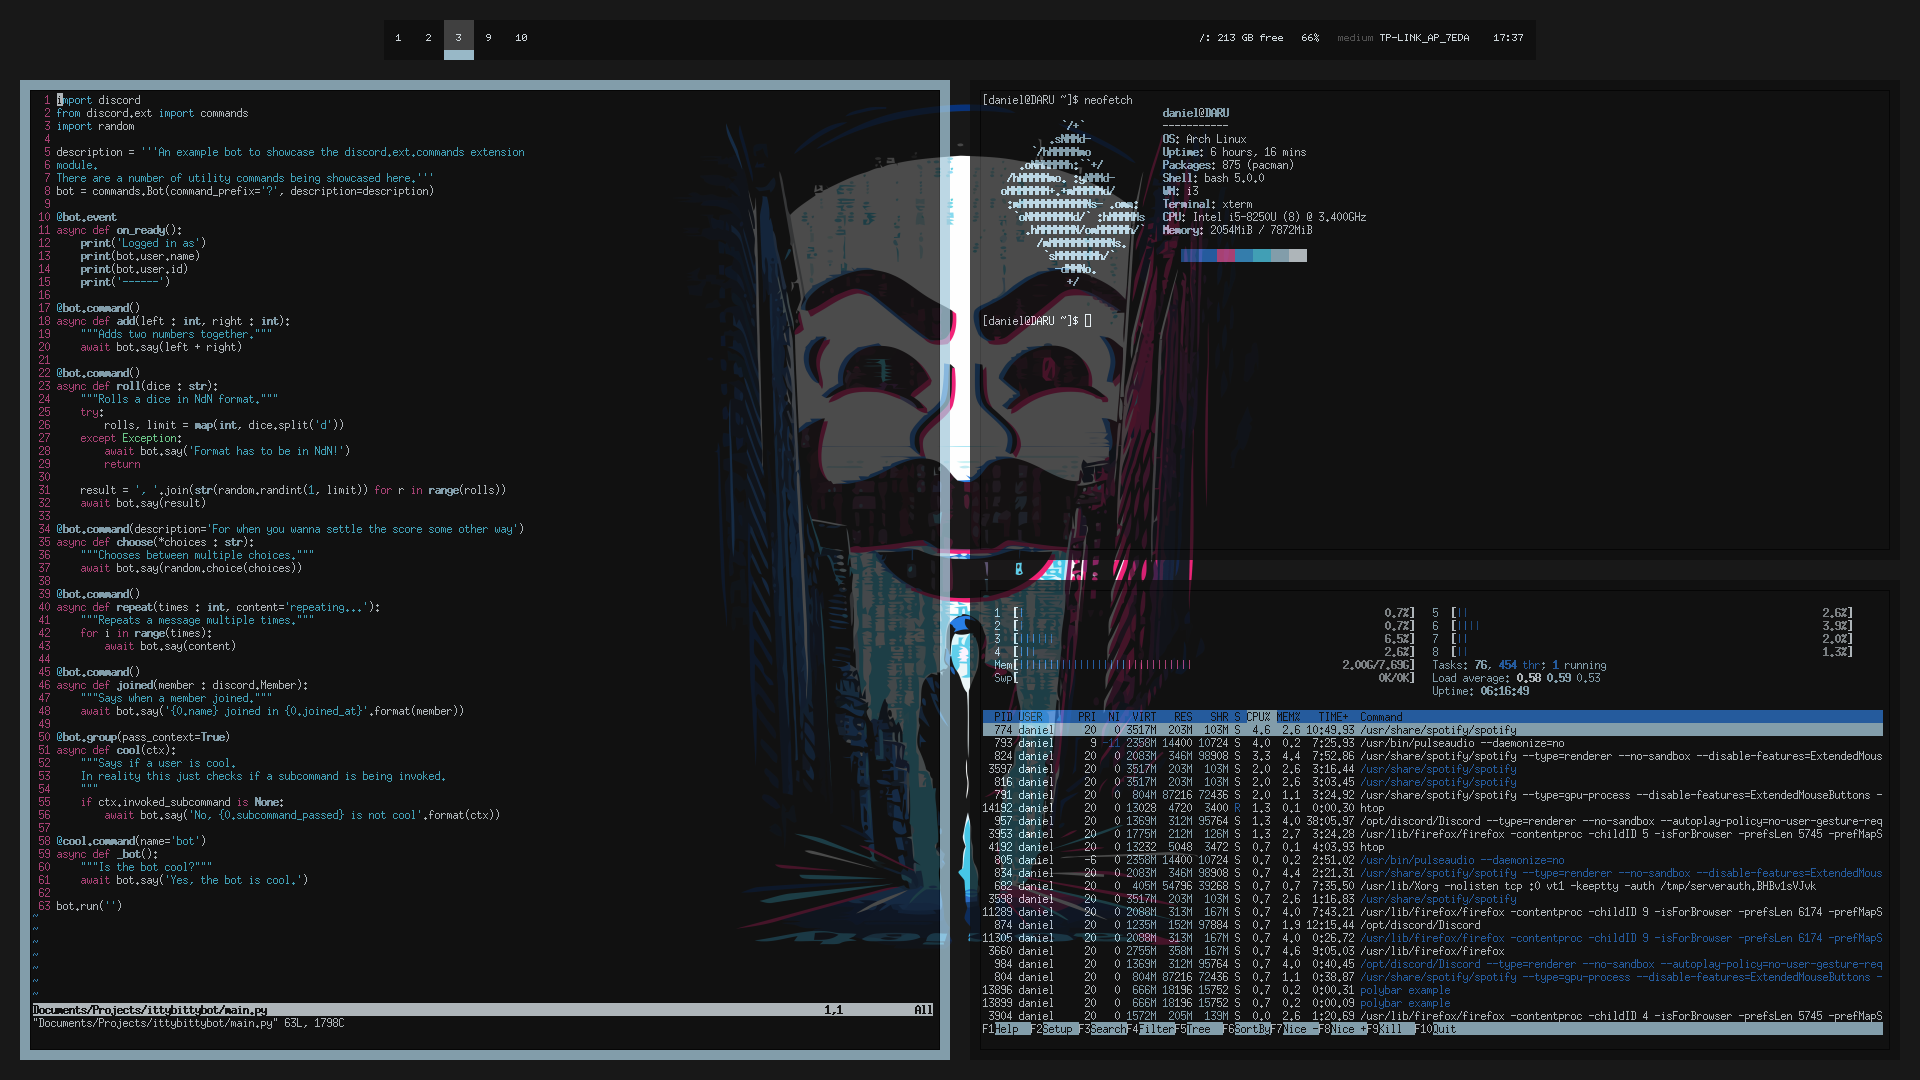 1 2 3 9 10 /: 213 GB free 66% medium TP-LINK_AP_7EDA 17:37
1 import discord
2 from discord.ext import commands
3 import random
4
5 description = '''An example bot to showcase the discord.ext.commands extension
6 module.
7 There are a number of utility commands being showcased here.'''
8 bot = commands.Bot(command_prefix='?', description=description)
9
10 @bot.event
11 async def on_ready():
12     print('Logged in as')
13     print(bot.user.name)
14     print(bot.user.id)
15     print('------')
16
17 @bot.command()
18 async def add(left : int, right : int):
19     """Adds two numbers together."""
20     await bot.say(left + right)
21
22 @bot.command()
23 async def roll(dice : str):
24     """Rolls a dice in NdN format."""
25     try:
26         rolls, limit = map(int, dice.split('d'))
27     except Exception:
28         await bot.say('Format has to be in NdN!')
29         return
30
31     result = ', '.join(str(random.randint(1, limit)) for r in range(rolls))
32     await bot.say(result)
33
34 @bot.command(description='For when you wanna settle the score some other way')
35 async def choose(*choices : str):
36     """Chooses between multiple choices."""
37     await bot.say(random.choice(choices))
38
39 @bot.command()
40 async def repeat(times : int, content='repeating...'):
41     """Repeats a message multiple times."""
42     for i in range(times):
43         await bot.say(content)
44
45 @bot.command()
46 async def joined(member : discord.Member):
47     """Says when a member joined."""
48     await bot.say('{0.name} joined in {0.joined_at}'.format(member))
49
50 @bot.group(pass_context=True)
51 async def cool(ctx):
52     """Says if a user is cool.
53     In reality this just checks if a subcommand is being invoked.
54     """
55     if ctx.invoked_subcommand is None:
56         await bot.say('No, {0.subcommand_passed} is not cool'.format(ctx))
57
58 @cool.command(name='bot')
59 async def _bot():
60     """Is the bot cool?"""
61     await bot.say('Yes, the bot is cool.')
62
63 bot.run('')
~
~
~
~
~
~
~
Documents/Projects/ittybittybot/main.py 1,1 All
"Documents/Projects/ittybittybot/main.py" 63L, 1798C
[daniel@DARU ~]$ neofetch
daniel@DARU
-----------
OS: Arch Linux
Uptime: 6 hours, 16 mins
Packages: 875 (pacman)
Shell: bash 5.0.0
WM: i3
Terminal: xterm
CPU: Intel i5-8250U (8) @ 3.400GHz
Memory: 2054MiB / 7872MiB
[daniel@DARU ~]$
1 [| 0.7%] 5 [|| 2.6%]
2 [| 0.7%] 6 [|||| 3.9%]
3 [|||||| 6.5%] 7 [|| 2.0%]
4 [||| 2.6%] 8 [|| 1.3%]
Mem[||||||||||||||||||||||||||||| 2.00G/7.69G] Tasks: 76, 454 thr; 1 running
Swp[ 0K/0K] Load average: 0.58 0.59 0.53
Uptime: 06:16:49
PID USER PRI NI VIRT RES SHR S CPU% MEM% TIME+ Command
774 daniel 20 0 3517M 203M 103M S 4.6 2.6 10:49.93 /usr/share/spotify/spotify
793 daniel 9 -11 2358M 14400 10724 S 4.0 0.2 7:25.93 /usr/bin/pulseaudio --daemonize=no
824 daniel 20 0 2083M 346M 98908 S 3.3 4.4 7:52.86 /usr/share/spotify/spotify --type=renderer --no-sandbox --disable-features=ExtendedMous
3597 daniel 20 0 3517M 203M 103M S 2.0 2.6 3:16.44 /usr/share/spotify/spotify
816 daniel 20 0 3517M 203M 103M S 2.0 2.6 3:03.45 /usr/share/spotify/spotify
791 daniel 20 0 804M 87216 72436 S 2.0 1.1 3:24.92 /usr/share/spotify/spotify --type=gpu-process --disable-features=ExtendedMouseButtons -
14192 daniel 20 0 13028 4720 3400 R 1.3 0.1 0:00.30 htop
957 daniel 20 0 1369M 312M 95764 S 1.3 4.0 38:05.97 /opt/discord/Discord --type=renderer --no-sandbox --autoplay-policy=no-user-gesture-req
3953 daniel 20 0 1775M 212M 126M S 1.3 2.7 3:24.28 /usr/lib/firefox/firefox -contentproc -childID 5 -isForBrowser -prefsLen 5745 -prefMapS
4192 daniel 20 0 13232 5048 3472 S 0.7 0.1 4:03.93 htop
805 daniel -6 0 2358M 14400 10724 S 0.7 0.2 2:51.02 /usr/bin/pulseaudio --daemonize=no
834 daniel 20 0 2083M 346M 98908 S 0.7 4.4 2:21.31 /usr/share/spotify/spotify --type=renderer --no-sandbox --disable-features=ExtendedMous
682 daniel 20 0 405M 54796 39268 S 0.7 0.7 7:35.50 /usr/lib/Xorg -nolisten tcp :0 vt1 -keeptty -auth /tmp/serverauth.BHBv1sVJvk
3598 daniel 20 0 3517M 203M 103M S 0.7 2.6 1:16.83 /usr/share/spotify/spotify
11289 daniel 20 0 2088M 313M 167M S 0.7 4.0 7:43.21 /usr/lib/firefox/firefox -contentproc -childID 9 -isForBrowser -prefsLen 6174 -prefMapS
874 daniel 20 0 1235M 152M 97884 S 0.7 1.9 12:15.44 /opt/discord/Discord
11305 daniel 20 0 2088M 313M 167M S 0.7 4.0 0:26.72 /usr/lib/firefox/firefox -contentproc -childID 9 -isForBrowser -prefsLen 6174 -prefMapS
3660 daniel 20 0 2755M 358M 167M S 0.7 4.6 9:05.03 /usr/lib/firefox/firefox
984 daniel 20 0 1369M 312M 95764 S 0.7 4.0 0:40.45 /opt/discord/Discord --type=renderer --no-sandbox --autoplay-policy=no-user-gesture-req
804 daniel 20 0 804M 87216 72436 S 0.7 1.1 0:38.87 /usr/share/spotify/spotify --type=gpu-process --disable-features=ExtendedMouseButtons -
13896 daniel 20 0 666M 18196 15752 S 0.7 0.2 0:00.31 polybar example
13899 daniel 20 0 666M 18196 15752 S 0.7 0.2 0:00.09 polybar example
3904 daniel 20 0 1572M 205M 139M S 0.0 2.6 1:20.69 /usr/lib/firefox/firefox -contentproc -childID 4 -isForBrowser -prefsLen 5745 -prefMapS
F1Help F2Setup F3SearchF4FilterF5Tree F6SortByF7Nice -F8Nice +F9Kill F10Quit